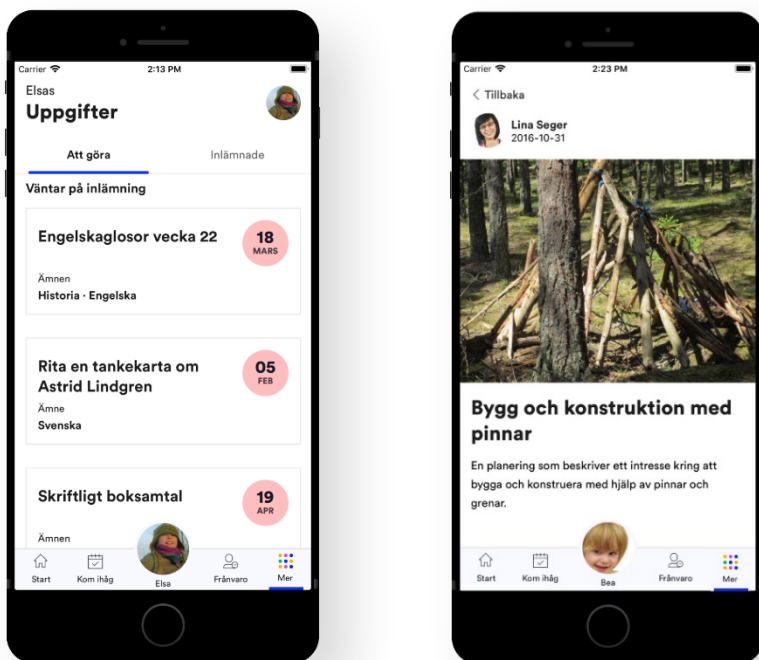 Carrier
2:13 PM
Elsas
Uppgifter
Att göra
Inlämnade
Väntar på inlämning
Engelskaglosor vecka 22
18
MARS
Ämnen
Historia · Engelska
Rita en tankekarta om
Astrid Lindgren
05
FEB
Ämne
Svenska
Skriftligt boksamtal
19
APR
Ämnen
Start
Kom ihåg
Elsa
Frånvaro
Mer
Carrier
2:23 PM
< Tillbaka
Lina Seger
2016-10-31
Bygg och konstruktion med
pinnar
En planering som beskriver ett intresse kring att
bygga och konstruera med hjälp av pinnar och
grenar.
Start
Kom ihåg
Bea
Frånvaro
Mer